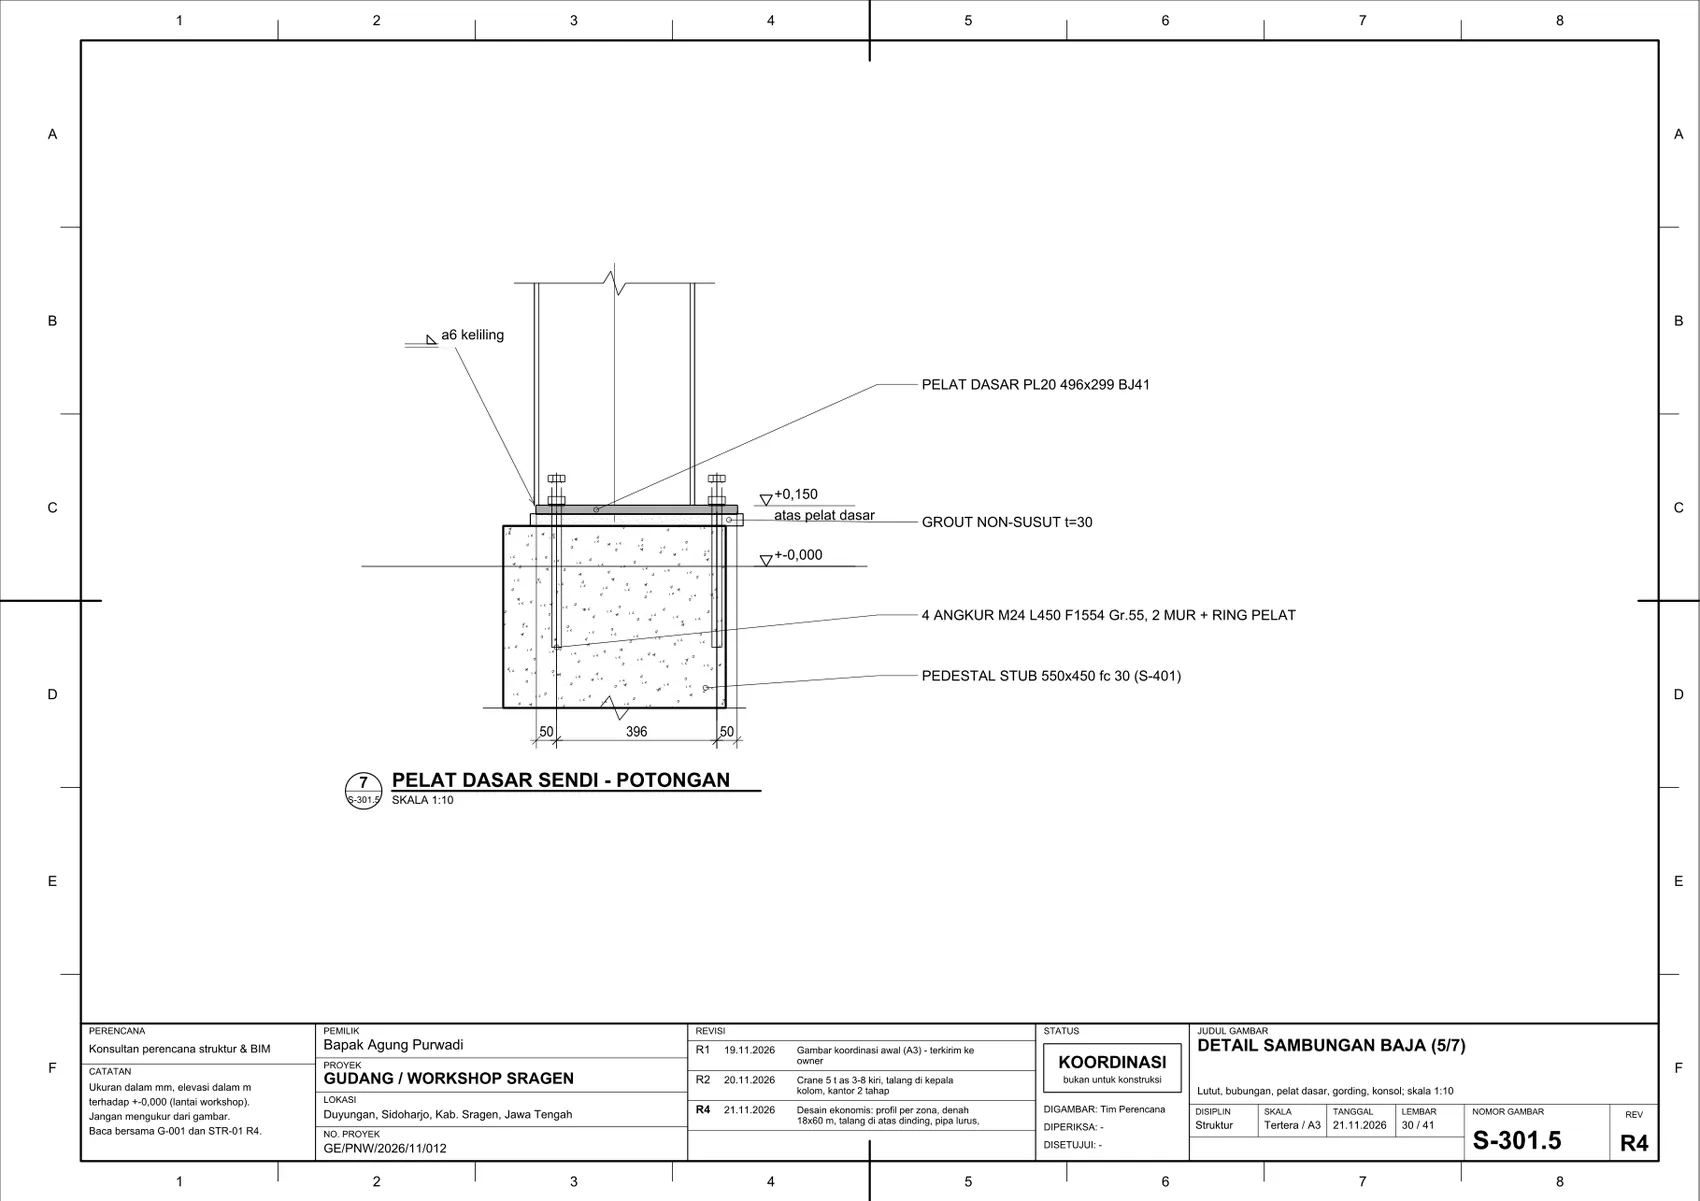 1 2 3 4 5 6 7 8
A A
B B
C C
D D
E E
F F
a6 keliling
PELAT DASAR PL20 496x299 BJ41
+0,150
atas pelat dasar
GROUT NON-SUSUT t=30
+-0,000
4 ANGKUR M24 L450 F1554 Gr.55, 2 MUR + RING PELAT
PEDESTAL STUB 550x450 fc 30 (S-401)
50 396 50
7
S-301.5
PELAT DASAR SENDI - POTONGAN
SKALA 1:10
PERENCANA
Konsultan perencana struktur & BIM
CATATAN
Ukuran dalam mm, elevasi dalam m
terhadap +-0,000 (lantai workshop).
Jangan mengukur dari gambar.
Baca bersama G-001 dan STR-01 R4.
PEMILIK
Bapak Agung Purwadi
PROYEK
GUDANG / WORKSHOP SRAGEN
LOKASI
Duyungan, Sidoharjo, Kab. Sragen, Jawa Tengah
NO. PROYEK
GE/PNW/2026/11/012
REVISI
R1 19.11.2026 Gambar koordinasi awal (A3) - terkirim ke
owner
R2 20.11.2026 Crane 5 t as 3-8 kiri, talang di kepala
kolom, kantor 2 tahap
R4 21.11.2026 Desain ekonomis: profil per zona, denah
18x60 m, talang di atas dinding, pipa lurus,
STATUS
KOORDINASI
bukan untuk konstruksi
DIGAMBAR: Tim Perencana
DIPERIKSA: -
DISETUJUI: -
JUDUL GAMBAR
DETAIL SAMBUNGAN BAJA (5/7)
Lutut, bubungan, pelat dasar, gording, konsol; skala 1:10
DISIPLIN
Struktur
SKALA
Tertera / A3
TANGGAL
21.11.2026
LEMBAR
30 / 41
NOMOR GAMBAR
S-301.5
REV
R4
1 2 3 4 5 6 7 8